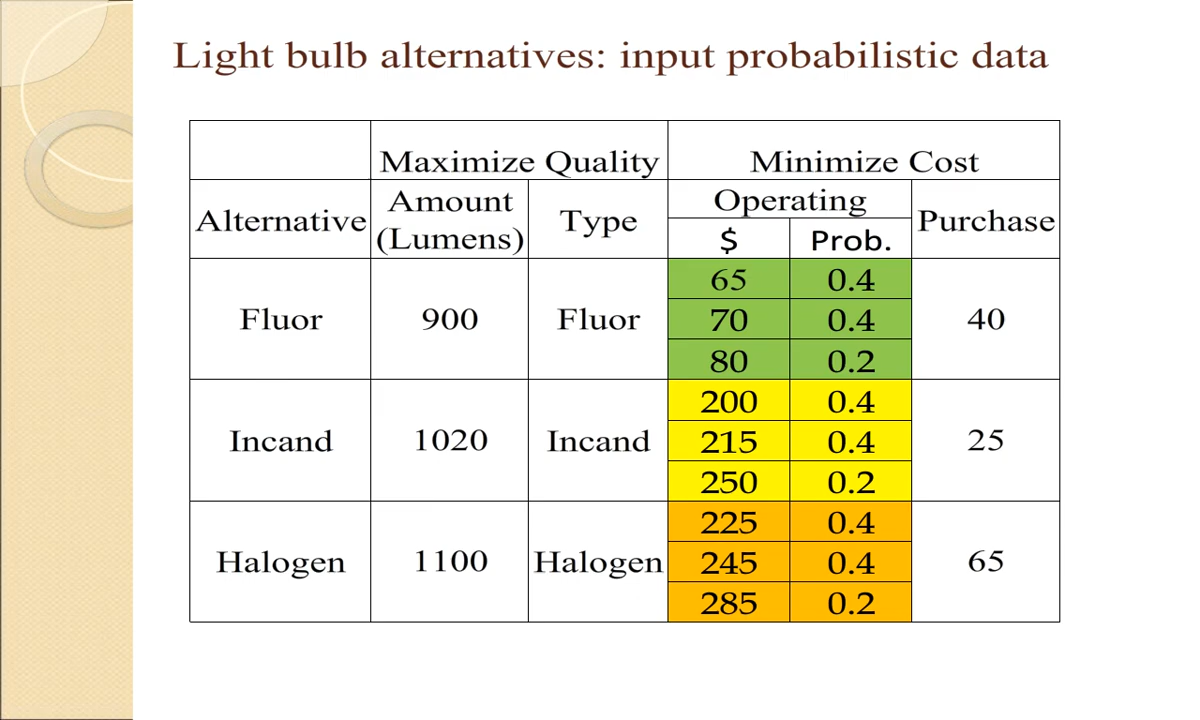 Light bulb alternatives: input probabilistic data
Maximize Quality Minimize Cost
Alternative Amount (Lumens) Type Operating Purchase
$ Prob.
Fluor 900 Fluor 65 0.4 40
70 0.4
80 0.2
Incand 1020 Incand 200 0.4 25
215 0.4
250 0.2
Halogen 1100 Halogen 225 0.4 65
245 0.4
285 0.2